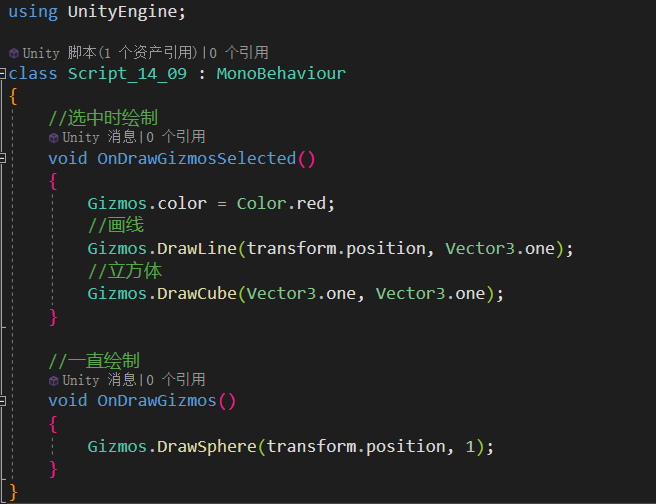 using UnityEngine;
Unity 脚本(1 个资产引用)|0 个引用
class Script_14_09 : MonoBehaviour
{
//选中时绘制
Unity 消息|0 个引用
void OnDrawGizmosSelected()
{
Gizmos.color = Color.red;
//画线
Gizmos.DrawLine(transform.position, Vector3.one);
//立方体
Gizmos.DrawCube(Vector3.one, Vector3.one);
}
//一直绘制
Unity 消息|0 个引用
void OnDrawGizmos()
{
Gizmos.DrawSphere(transform.position, 1);
}
}